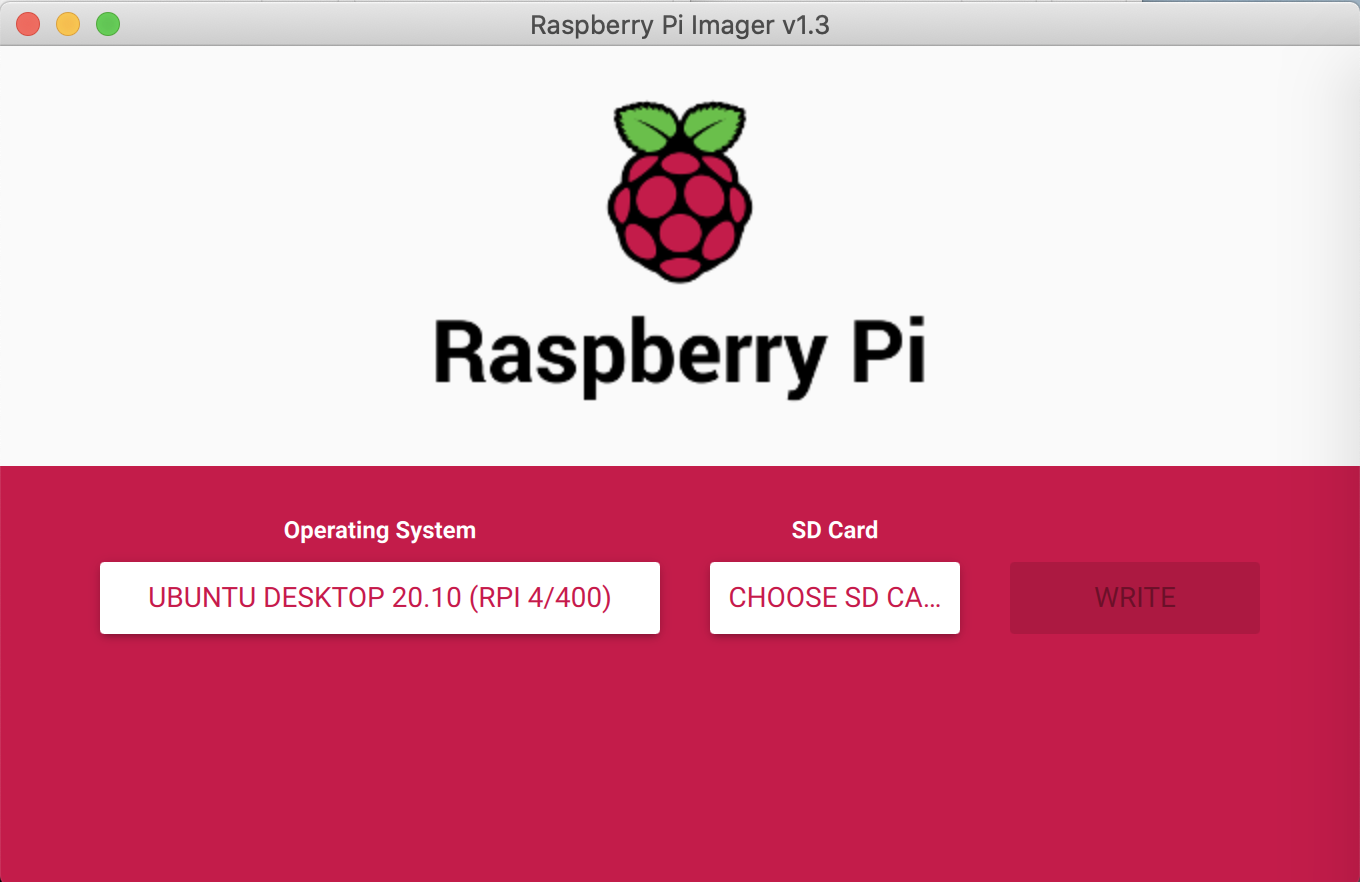 Raspberry Pi Imager v1.3
Raspberry Pi
Operating System
SD Card
UBUNTU DESKTOP 20.10 (RPI 4/400)
CHOOSE SD CA...
WRITE